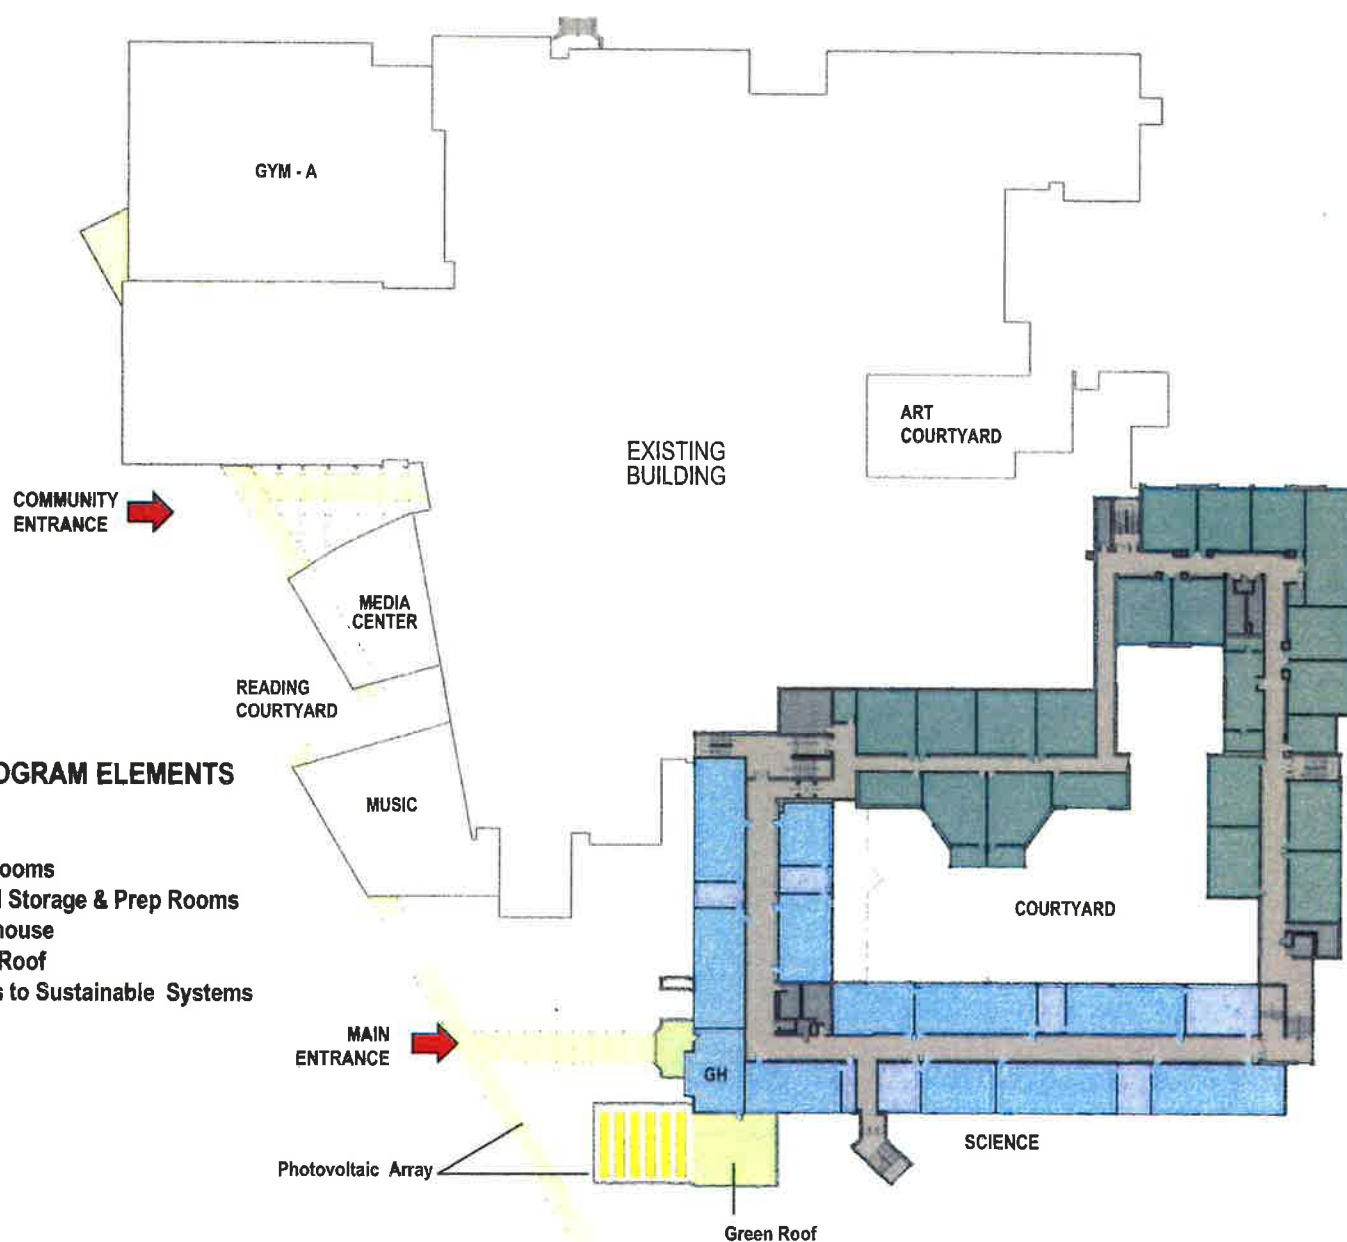 GYM - A
ART
COURTYARD
EXISTING
BUILDING
COMMUNITY
ENTRANCE
MEDIA
CENTER
READING
COURTYARD
OGRAM ELEMENTS
MUSIC
ooms
Storage & Prep Rooms
house
Roof
s to Sustainable Systems
COURTYARD
MAIN
ENTRANCE
GH
SCIENCE
Photovoltaic Array
Green Roof